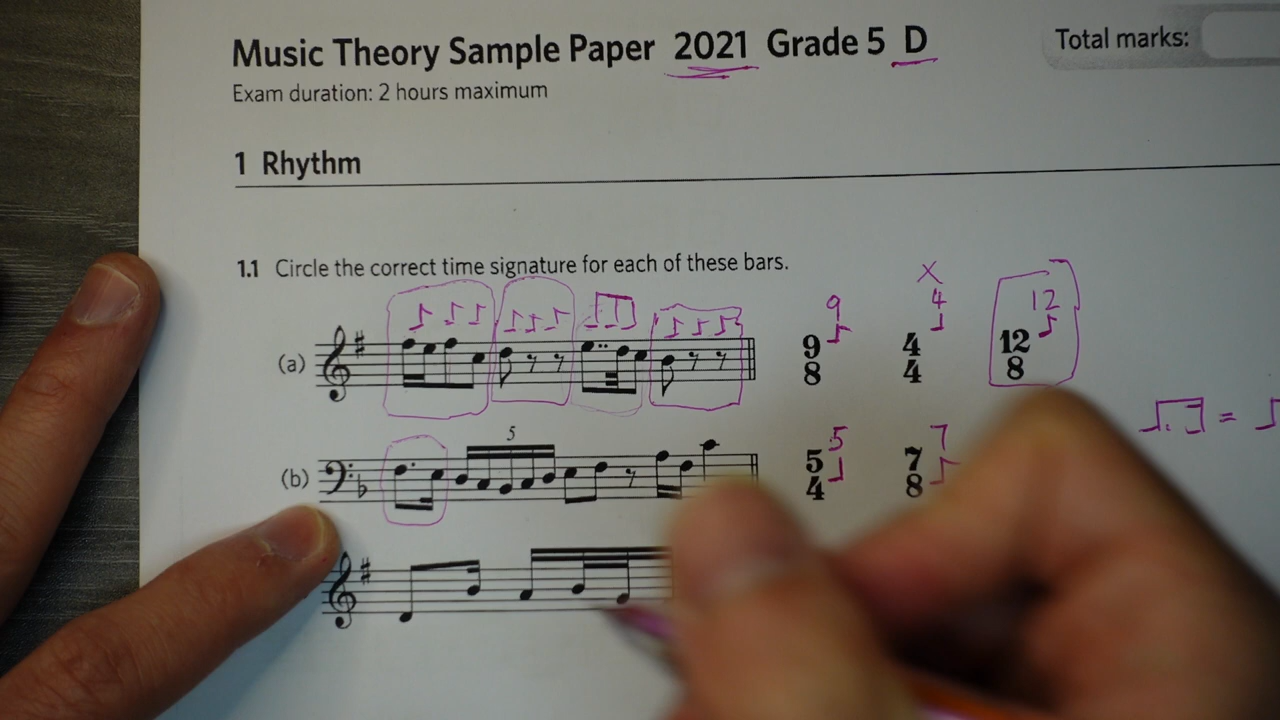 Music Theory Sample Paper 2021 Grade 5 D
Total marks:
Exam duration: 2 hours maximum
1 Rhythm
1.1 Circle the correct time signature for each of these bars.
X
9 4 12
(a) 9 4 12
8 4 8
5 5 7
(b) 5 7
4 8
=